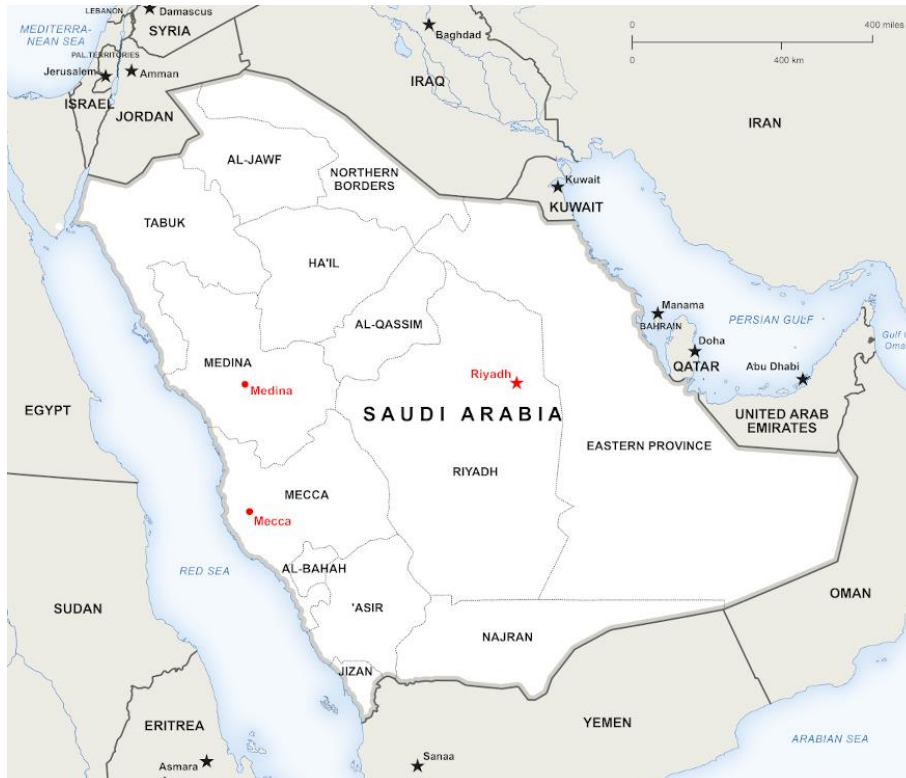 LEBANON
Damascus
SYRIA
MEDITERRA-
NEAN SEA
PAL.TERRITORIES
Jerusalem
Amman
ISRAEL
JORDAN
Baghdad
IRAQ
0
400 miles
0
400 km
IRAN
AL-JAWF
NORTHERN
BORDERS
Kuwait
KUWAIT
TABUK
HA'IL
AL-QASSIM
Manama
BAHRAIN
PERSIAN GULF
Doha
QATAR
Abu Dhabi
UNITED ARAB
EMIRATES
MEDINA
Medina
Riyadh
EGYPT
SAUDI ARABIA
EASTERN PROVINCE
RIYADH
MECCA
Mecca
RED SEA
AL-BAHAH
'ASIR
OMAN
SUDAN
NAJRAN
JIZAN
ERITREA
YEMEN
ARABIAN SEA
Asmara
Sanaa